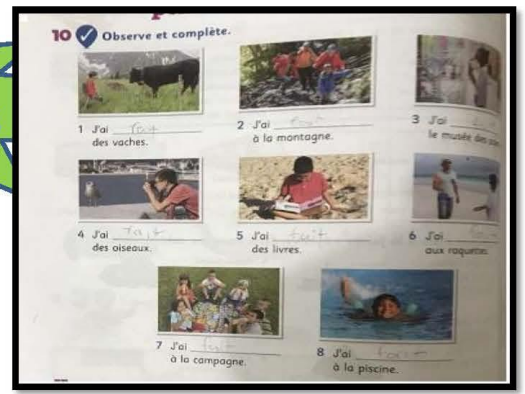 10 Observe et complète.
1 J'ai fait
des vaches.
2 J'ai fait
à la montagne.
3 J'ai
le musée des
4 J'ai fait
des oiseaux.
5 J'ai fait
des livres.
6 J'ai
aux raquettes.
7 J'ai fait
à la campagne.
8 J'ai fait
à la piscine.